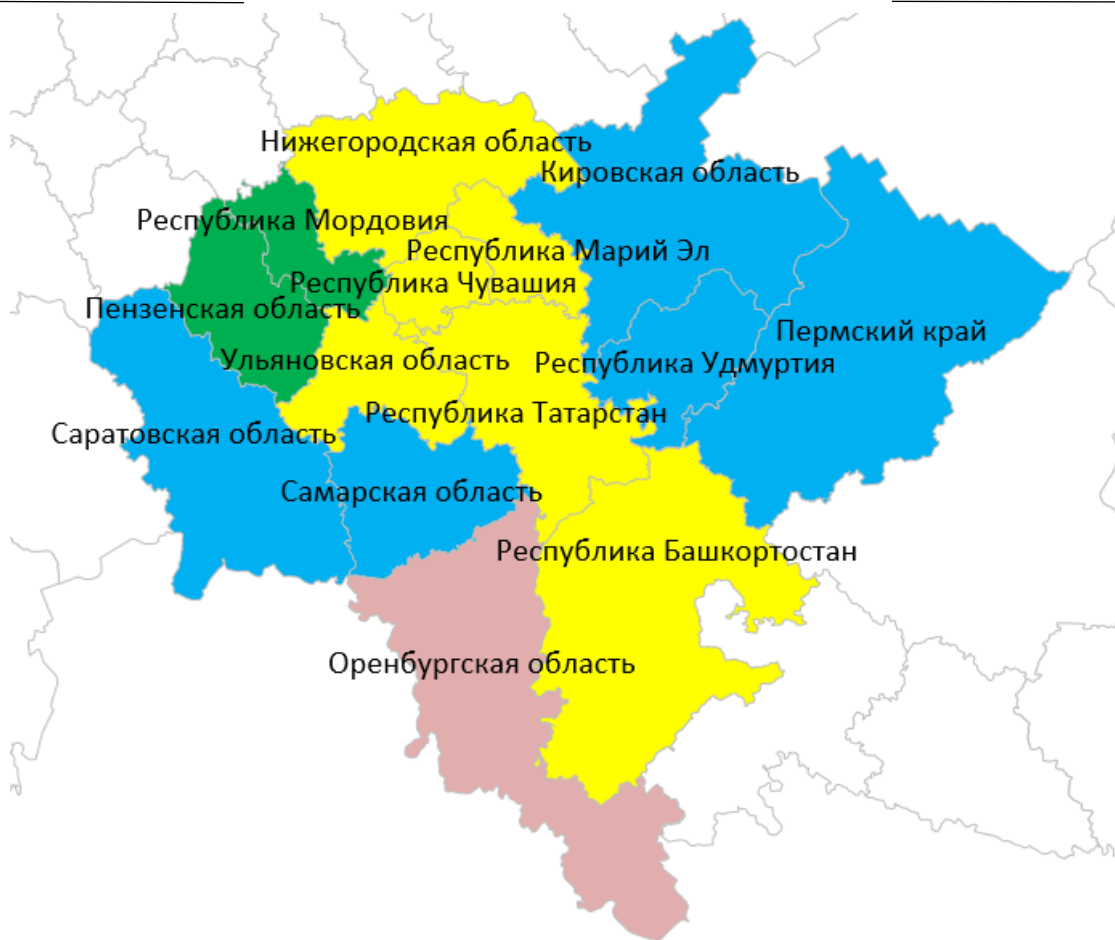 Нижегородская область
Кировская область
Республика Мордовия
Республика Марий Эл
Республика Чувашия
Пензенская область
Пермский край
Ульяновская область
Республика Удмуртия
Республика Татарстан
Саратовская область
Самарская область
Республика Башкортостан
Оренбургская область